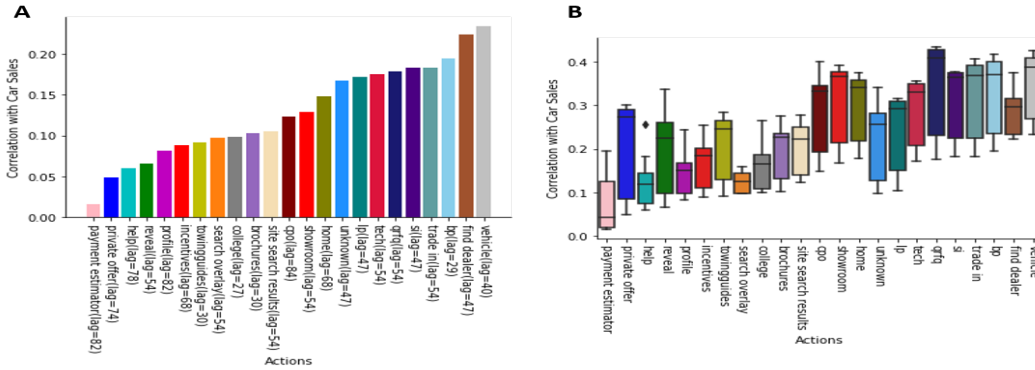 A
Correlation with Car Sales
0.20
0.15
0.10
0.05
0.00
payment estimator(lag=82)
private offer(lag=74)
help(lag=78)
reveal(lag=54)
profile(lag=82)
incentives(lag=68)
towingguides(lag=30)
search overlay(lag=54)
college(lag=27)
brochures(lag=30)
site search results(lag=54)
cpo(lag=84)
showroom(lag=54)
home(lag=68)
unknown(lag=47)
lp(lag=47)
tech(lag=54)
qrfq(lag=54)
si(lag=47)
trade in(lag=54)
bp(lag=29)
find dealer(lag=47)
vehicle(lag=40)
Actions
B
Correlation with Car Sales
0.4
0.3
0.2
0.1
0.0
payment estimator
private offer
help
reveal
profile
incentives
towingguides
search overlay
college
brochures
site search results
cpo
showroom
home
unknown
lp
tech
qrfq
si
trade in
bp
find dealer
vehicle
Actions